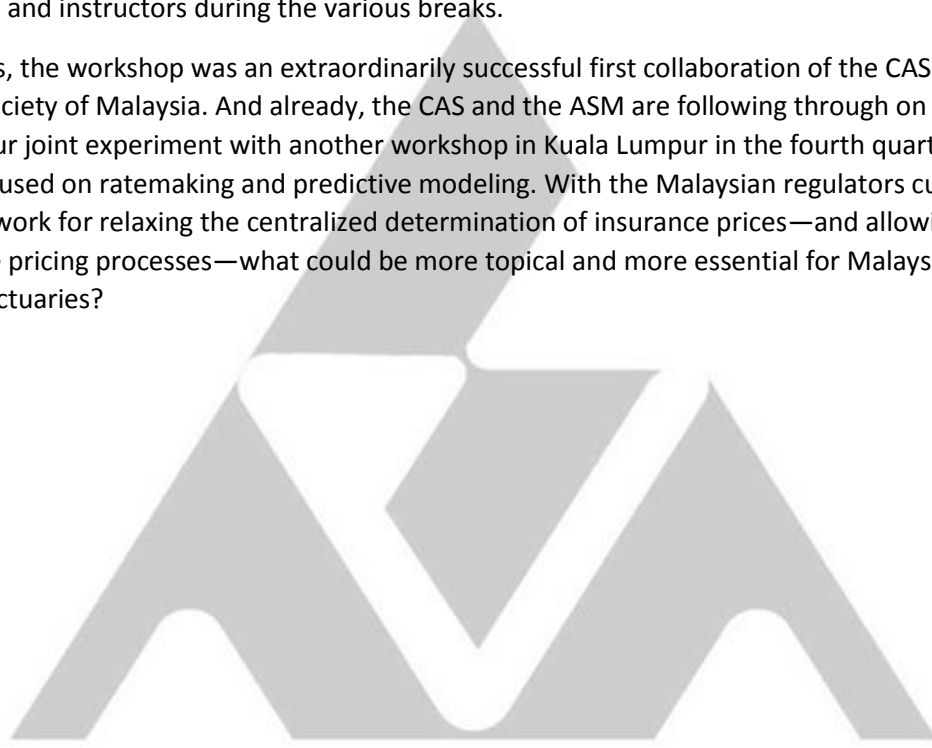 and instructors during the various breaks.
s, the workshop was an extraordinarily successful first collaboration of the CAS
ciety of Malaysia. And already, the CAS and the ASM are following through on
ur joint experiment with another workshop in Kuala Lumpur in the fourth quart
used on ratemaking and predictive modeling. With the Malaysian regulators cu
work for relaxing the centralized determination of insurance prices—and allowi
pricing processes—what could be more topical and more essential for Malays
ctuaries?